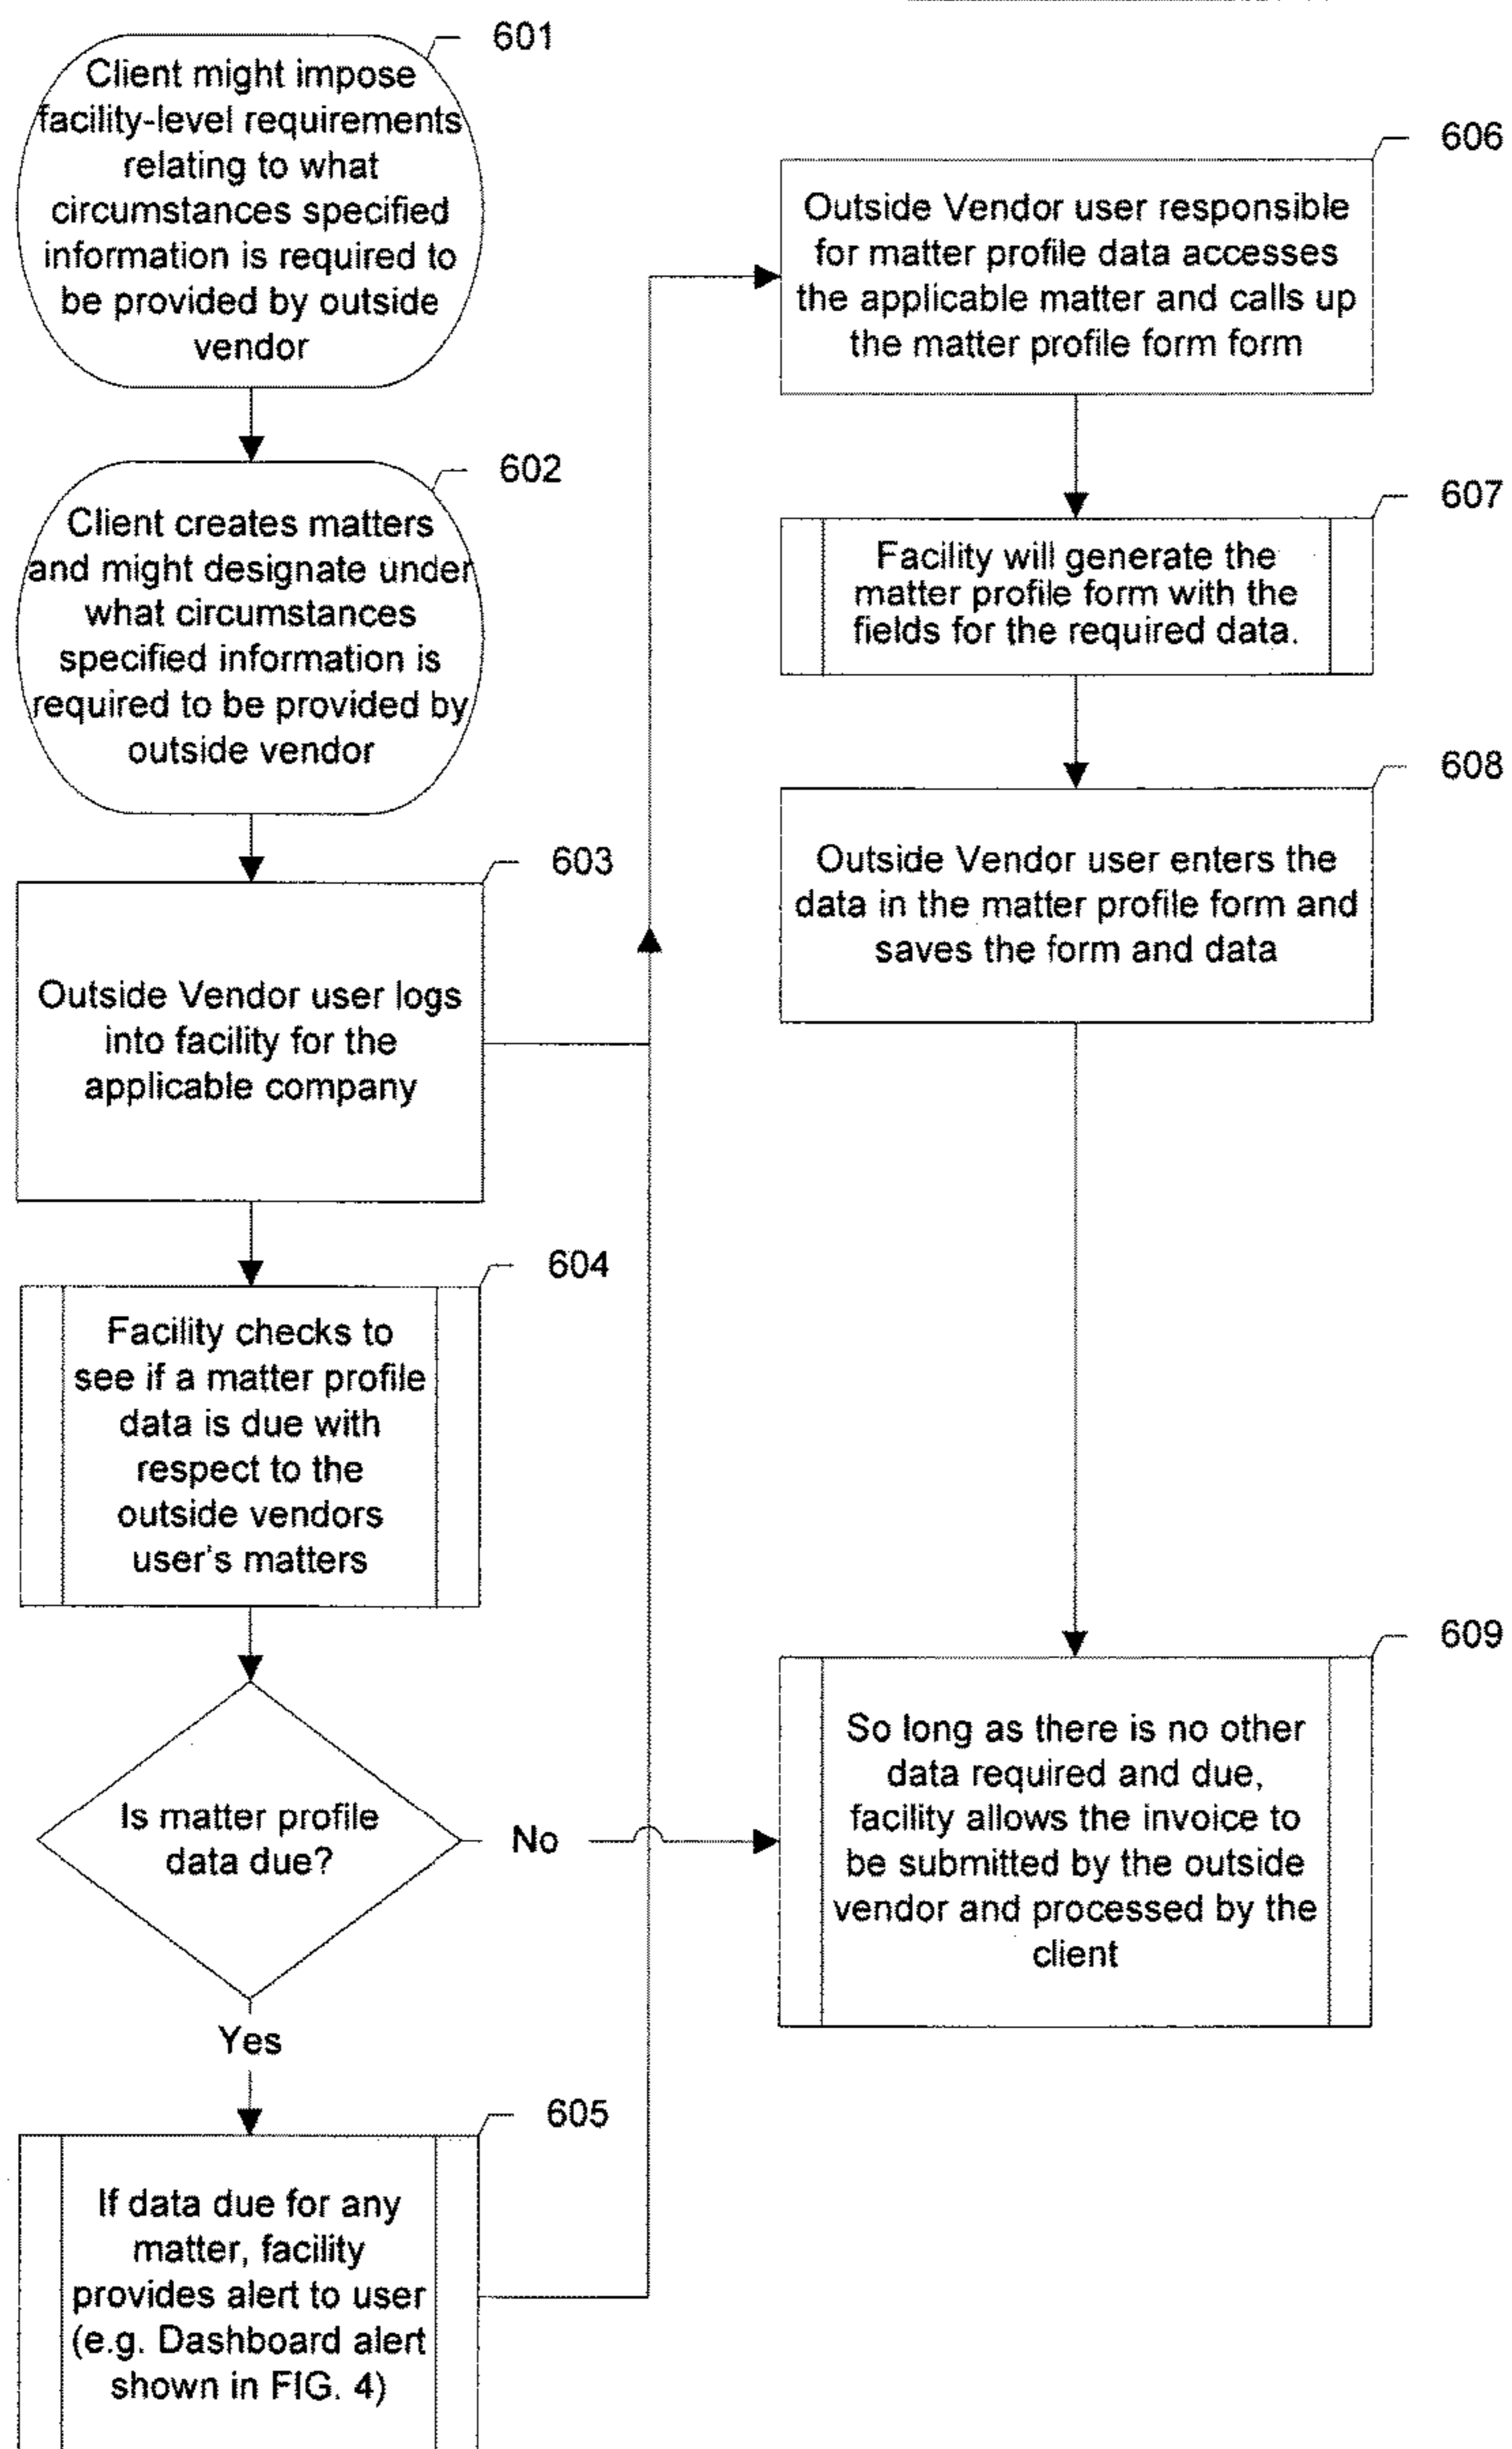 601
Client might impose
facility-level requirements
relating to what
circumstances specified
information is required to
be provided by outside
vendor
602
Client creates matters
and might designate under
what circumstances
specified information is
required to be provided by
outside vendor
603
Outside Vendor user logs
into facility for the
applicable company
604
Facility checks to
see if a matter profile
data is due with
respect to the
outside vendors
user's matters
Is matter profile
data due?
No
Yes
605
If data due for any
matter, facility
provides alert to user
(e.g. Dashboard alert
shown in FIG. 4)
606
Outside Vendor user responsible
for matter profile data accesses
the applicable matter and calls up
the matter profile form form
607
Facility will generate the
matter profile form with the
fields for the required data.
608
Outside Vendor user enters the
data in the matter profile form and
saves the form and data
609
So long as there is no other
data required and due,
facility allows the invoice to
be submitted by the outside
vendor and processed by the
client